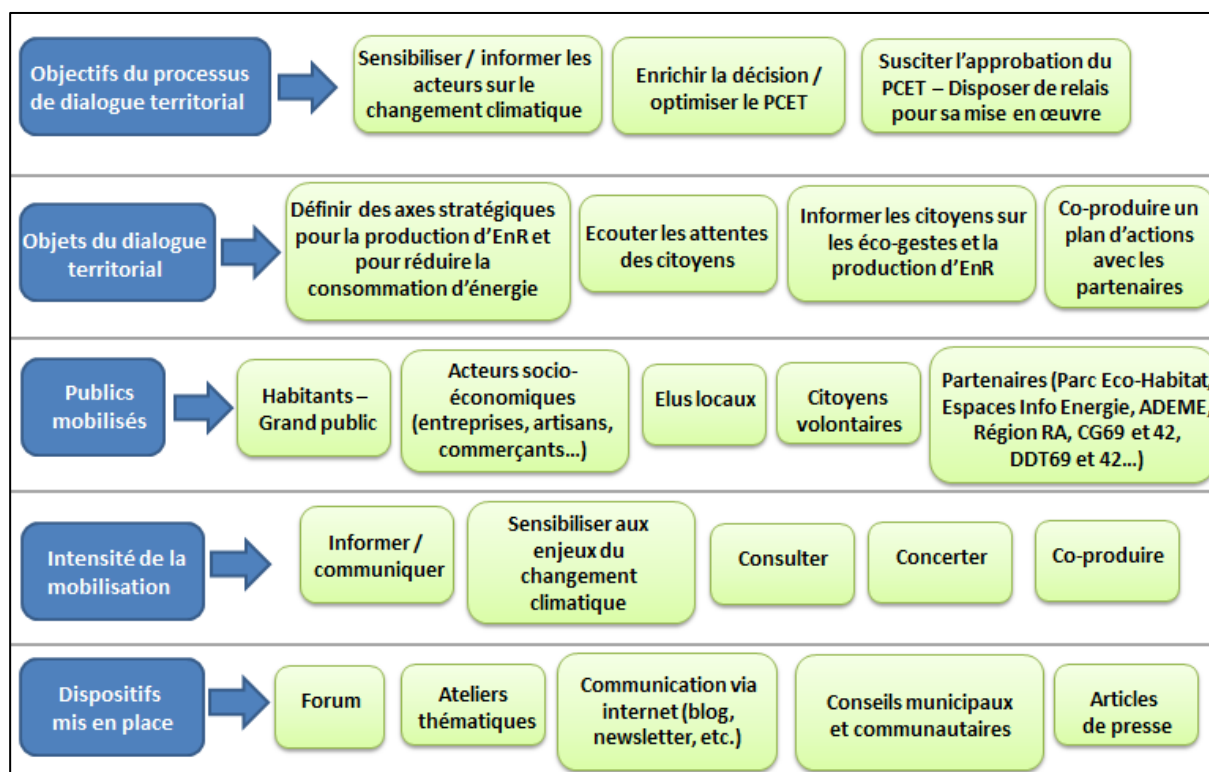 Objectifs du processus
de dialogue territorial
Sensibiliser / informer les
acteurs sur le
changement climatique
Enrichir la décision /
optimiser le PCET
Susciter l'approbation du
PCET – Disposer de relais
pour sa mise en œuvre
Objets du dialogue
territorial
Définir des axes stratégiques
pour la production d'EnR et
pour réduire la
consommation d'énergie
Ecouter les attentes
des citoyens
Informer les citoyens sur
les éco-gestes et la
production d'EnR
Co-produire un
plan d'actions
avec les
partenaires
Publics
mobilisés
Habitants –
Grand public
Acteurs socio-
économiques
(entreprises, artisans,
commerçants...)
Elus locaux
Citoyens
volontaires
Partenaires (Parc Eco-Habitat,
Espaces Info Energie, ADEME,
Région RA, CG69 et 42,
DDT69 et 42...)
Intensité de la
mobilisation
Informer /
communiquer
Sensibiliser aux
enjeux du
changement
climatique
Consulter
Concerter
Co-produire
Dispositifs
mis en place
Forum
Ateliers
thématiques
Communication via
internet (blog,
newsletter, etc.)
Conseils municipaux
et communautaires
Articles
de presse